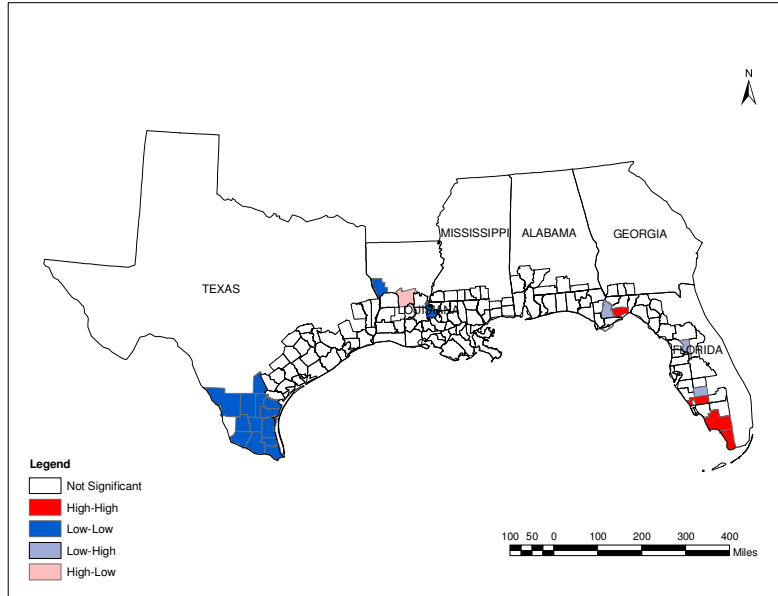 N
MISSISSIPPI ALABAMA GEORGIA
TEXAS
LOUISIANA
FLORIDA
Legend
Not Significant
High-High
Low-Low
Low-High
High-Low
100 50 0 100 200 300 400
Miles